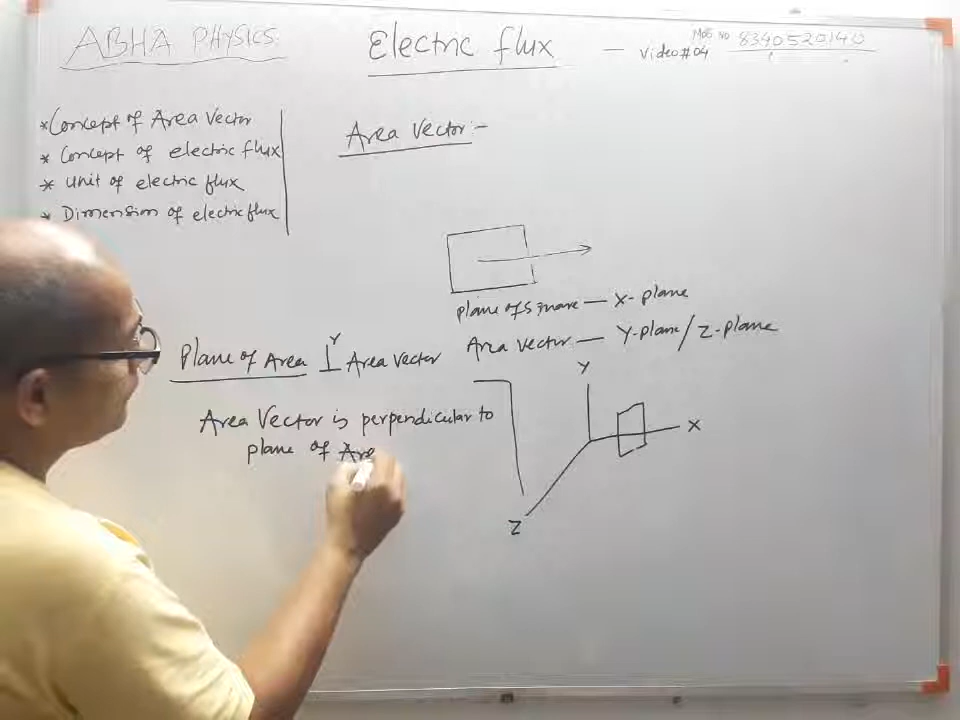 ABHA PHYSICS
Electric flux — Video#04
MOB NO 8340520140
*Concept of Area Vector
* Concept of electric flux
* Unit of electric flux
* Dimension of electric flux
Area Vector :-
plane of square — X-plane
Area vector — Y-plane/Z-plane
Plane of Area ⊥r Area vector
Area Vector is perpendicular to
plane of Are
Y
X
Z